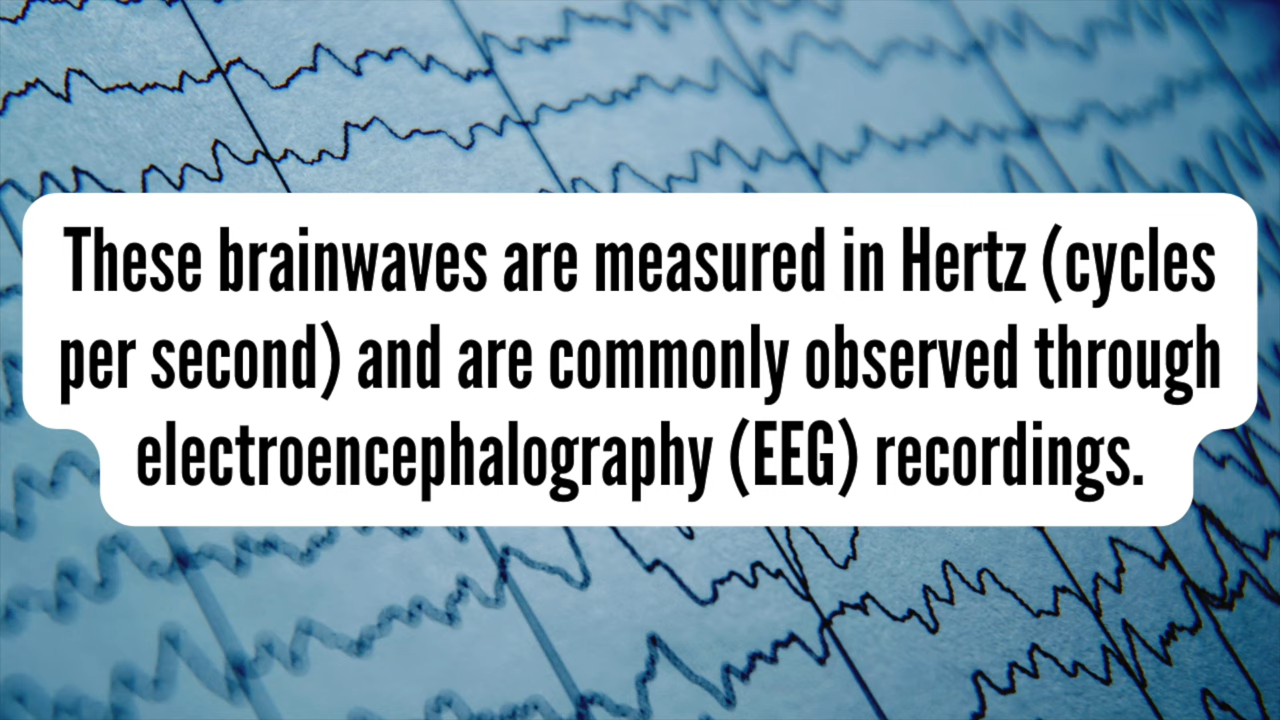 These brainwaves are measured in Hertz (cycles
per second) and are commonly observed through
electroencephalography (EEG) recordings.